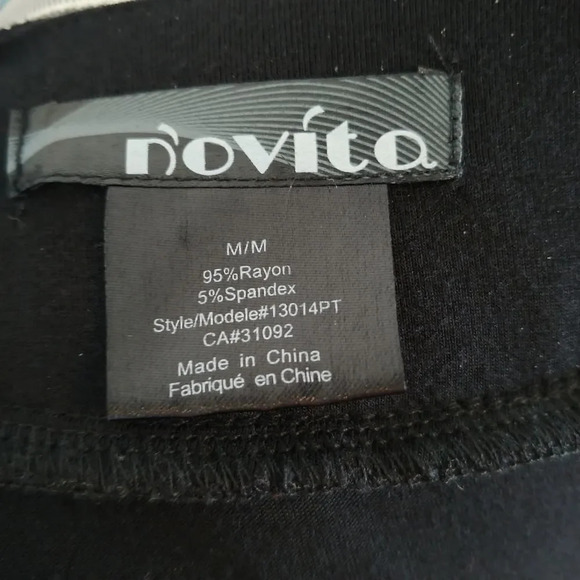 novita
M/M
95%Rayon
5%Spandex
Style/Modele#13014PT
CA#31092
Made in China
Fabriqué en Chine